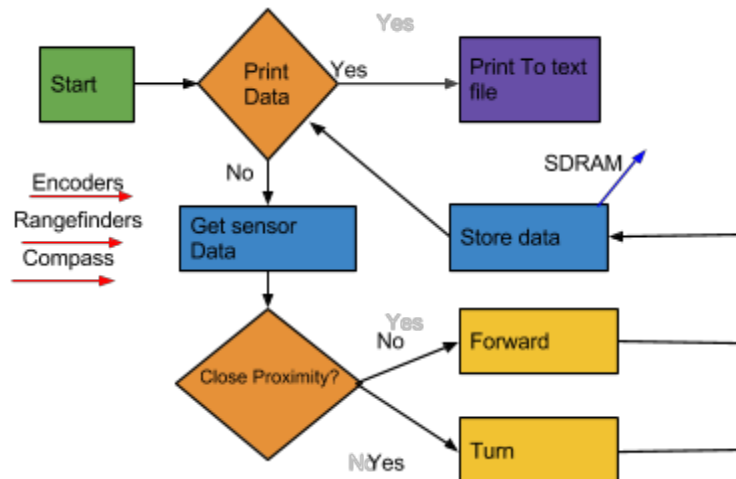 Yes
Start
Print
Data
Yes
Print To text
file
Encoders
Rangefinders
Compass
No
Get sensor
Data
SDRAM
Store data
Close Proximity?
Yes
No
Forward
No
Yes
Turn